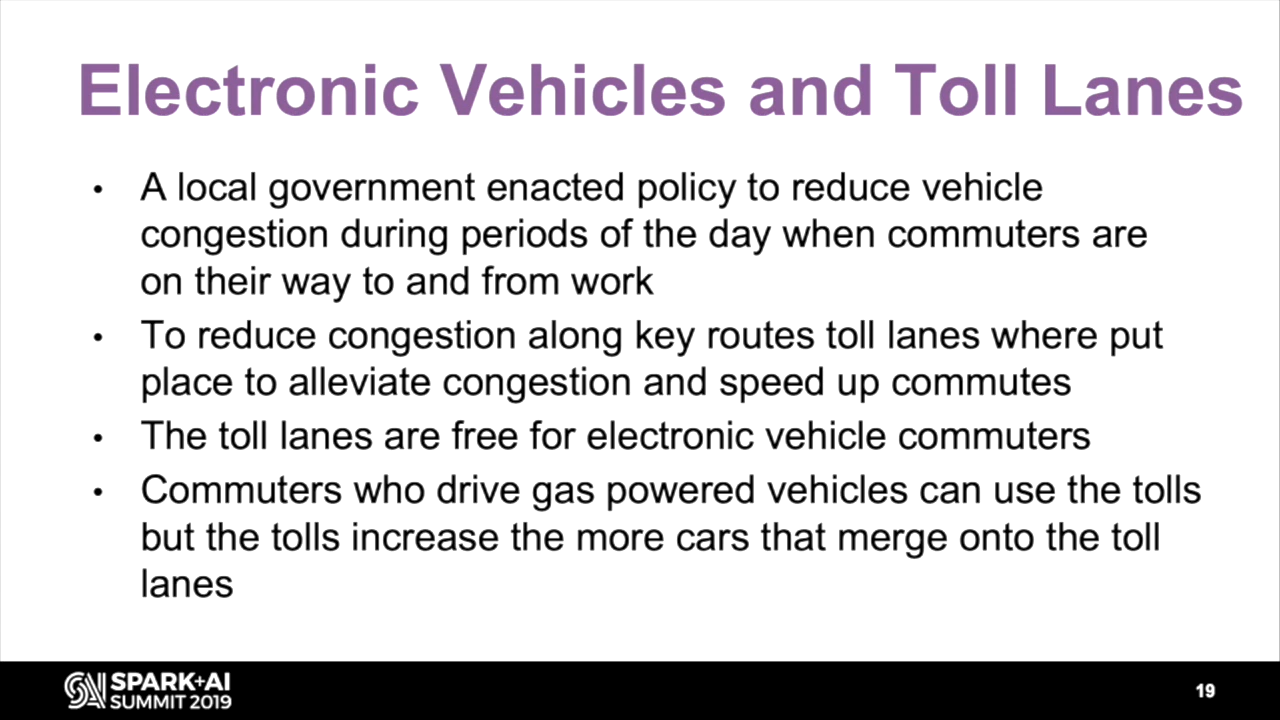 Electronic Vehicles and Toll Lanes
• A local government enacted policy to reduce vehicle
congestion during periods of the day when commuters are
on their way to and from work
• To reduce congestion along key routes toll lanes where put
place to alleviate congestion and speed up commutes
• The toll lanes are free for electronic vehicle commuters
• Commuters who drive gas powered vehicles can use the tolls
but the tolls increase the more cars that merge onto the toll
lanes
SPARK+AI
SUMMIT 2019
19